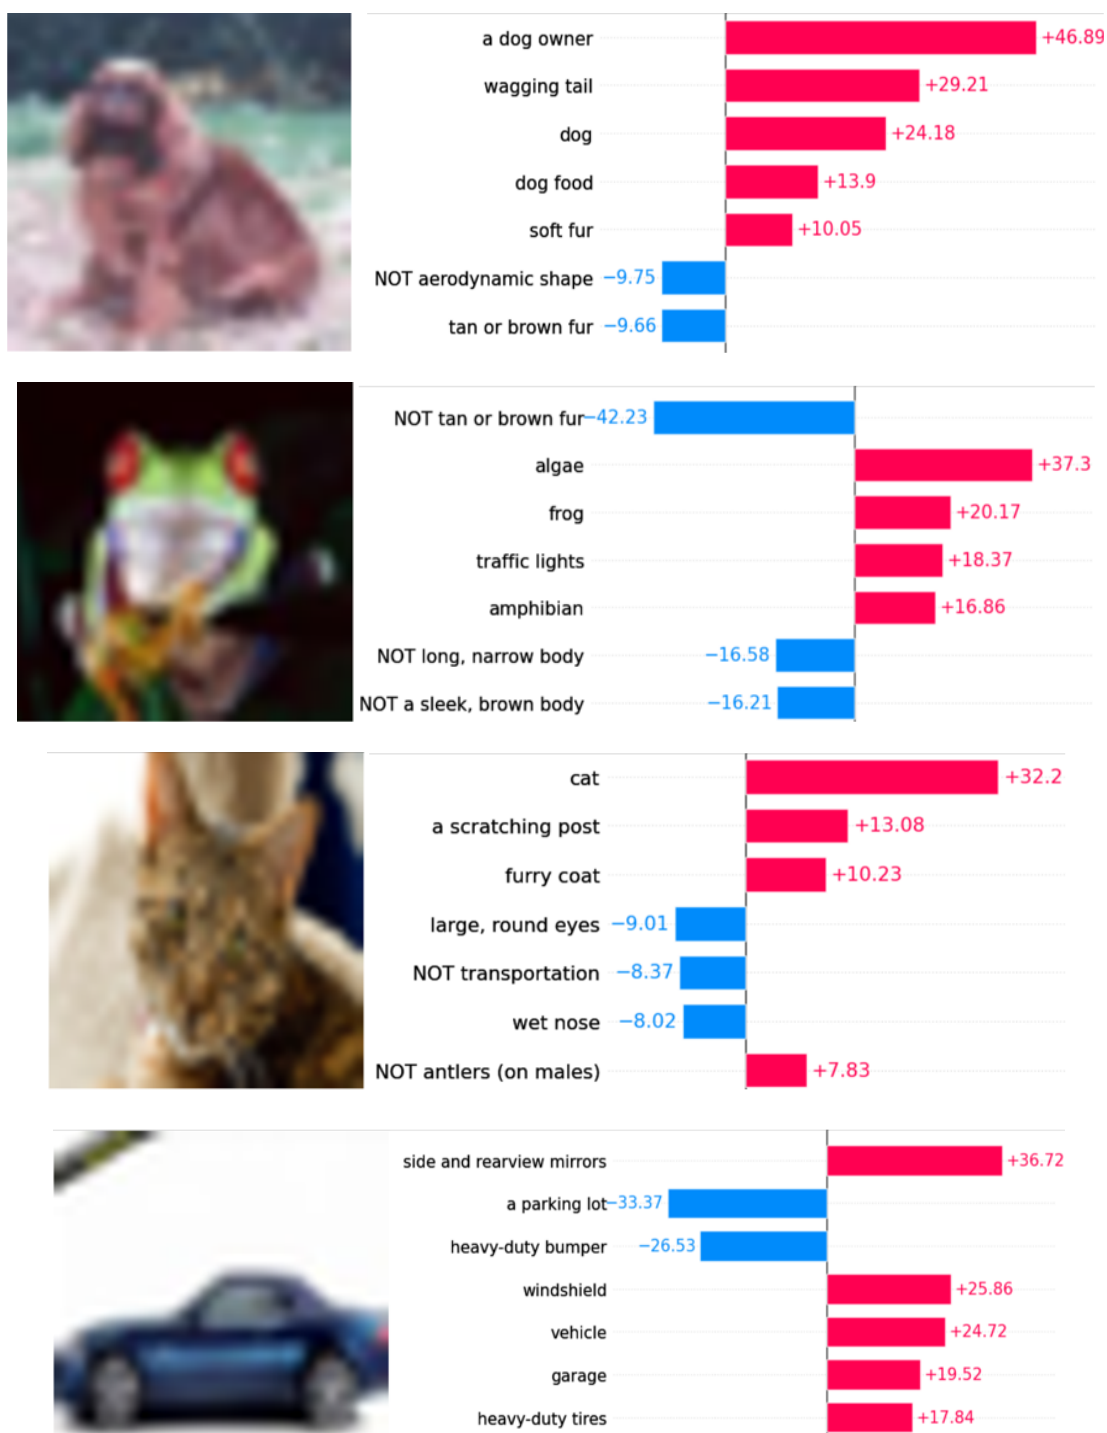 a dog owner +46.89
wagging tail +29.21
dog +24.18
dog food +13.9
soft fur +10.05
NOT aerodynamic shape −9.75
tan or brown fur −9.66
NOT tan or brown fur −42.23
algae +37.3
frog +20.17
traffic lights +18.37
amphibian +16.86
NOT long, narrow body −16.58
NOT a sleek, brown body −16.21
cat +32.2
a scratching post +13.08
furry coat +10.23
large, round eyes −9.01
NOT transportation −8.37
wet nose −8.02
NOT antlers (on males) +7.83
side and rearview mirrors +36.72
a parking lot −33.37
heavy-duty bumper −26.53
windshield +25.86
vehicle +24.72
garage +19.52
heavy-duty tires +17.84